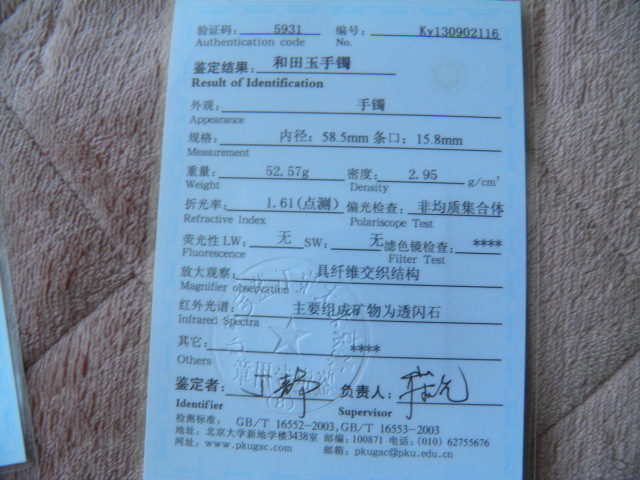 验证码: 5931 编号: Ky130902116
Authentication code No.
鉴定结果: 和田玉手镯
Result of Identification
外观: 手镯
Appearance
规格: 内径: 58.5mm 条口: 15.8mm
Measurement
重量: 52.57g 密度: 2.95 g/cm³
Weight Density
折光率: 1.61(点测) 偏光检查: 非均质集合体
Refractive Index Polariscope Test
荧光性 LW: 无 SW: 无 滤色镜检查: ****
Fluorescence Filter Test
放大观察: 具纤维交织结构
Magnifier observation
红外光谱: 主要组成矿物为透闪石
Infrared Spectra
其它: ****
Others
鉴定者: 负责人:
Identifier Supervisor
检测标准: GB/T 16552-2003,GB/T 16553-2003
地址: 北京大学新地学楼3438室 邮编:100871 电话:(010) 62755676
网址: www.pkugac.com 邮箱: pkugac@pku.edu.cn